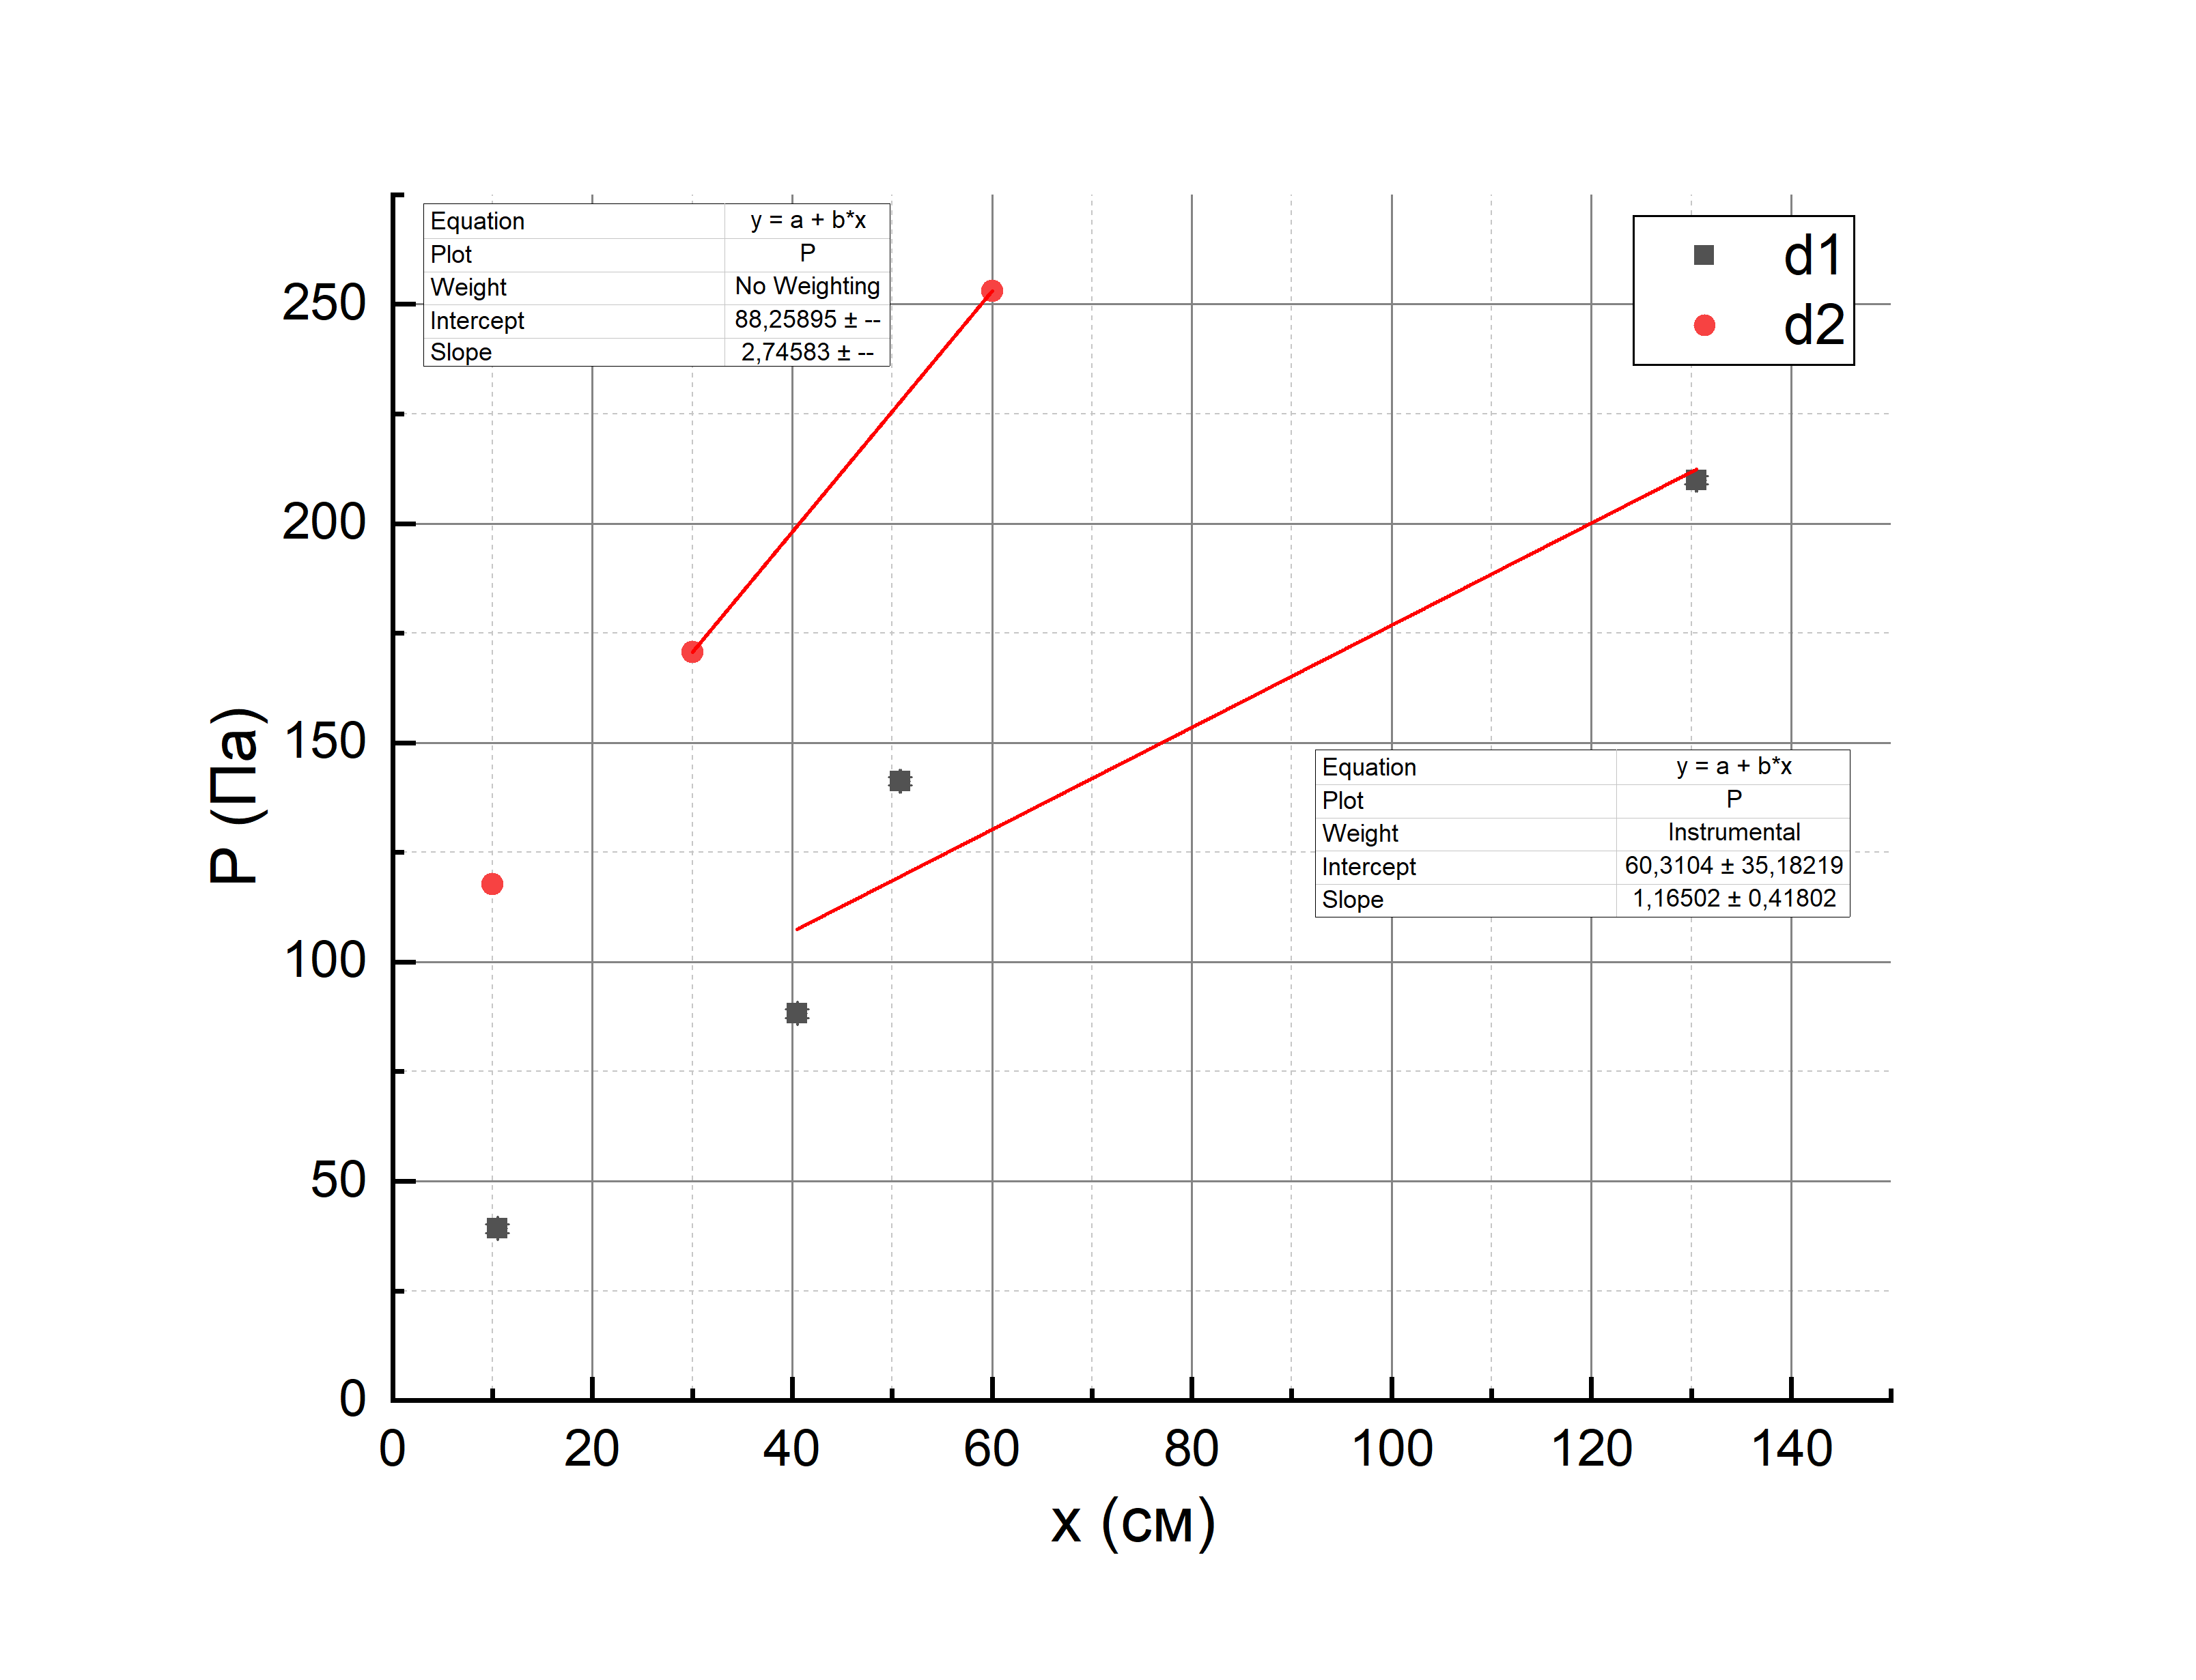 Equation y = a + b*x
Plot P
Weight No Weighting
Intercept 88,25895 ± --
Slope 2,74583 ± --
d1
d2
250
200
150
100
50
0
P (Па)
Equation y = a + b*x
Plot P
Weight Instrumental
Intercept 60,3104 ± 35,18219
Slope 1,16502 ± 0,41802
0 20 40 60 80 100 120 140
x (см)